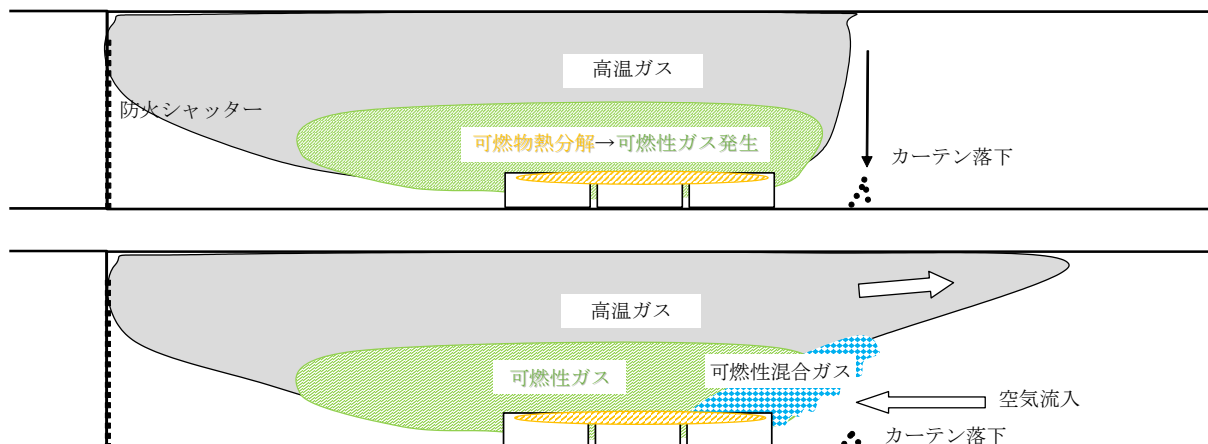 高温ガス
防火シャッター
可燃物熱分解→可燃性ガス発生
カーテン落下
高温ガス
可燃性ガス
可燃性混合ガス
空気流入
カーテン落下